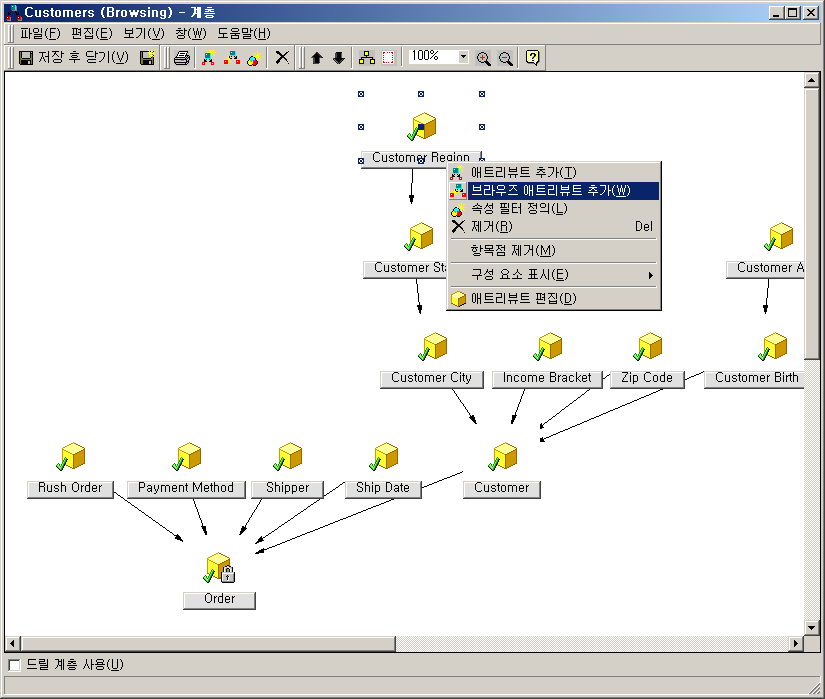 Customers (Browsing) - 계층
파일(F) 편집(E) 보기(V) 창(W) 도움말(H)
저장 후 닫기(V) 100%
Customer Region
애트리뷰트 추가(T)
브라우즈 애트리뷰트 추가(W)
속성 필터 정의(L)
제거(R) Del
항목점 제거(M)
구성 요소 표시(E)
애트리뷰트 편집(D)
Customer Sta
Customer A
Customer City Income Bracket Zip Code Customer Birth
Rush Order Payment Method Shipper Ship Date Customer
Order
드릴 계층 사용(U)